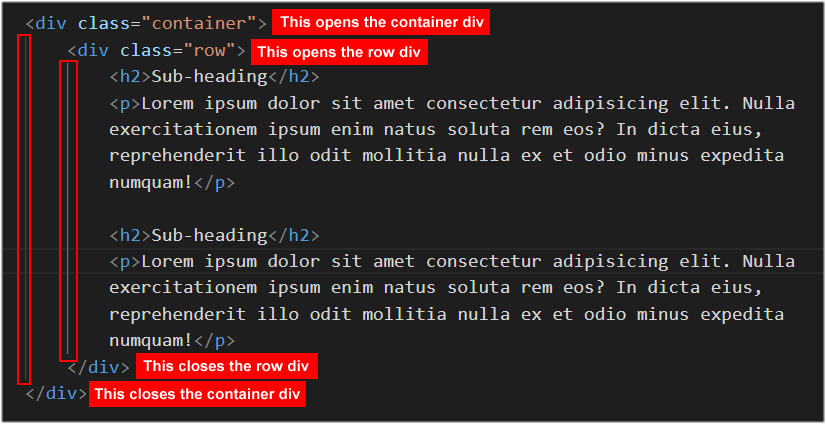 <div class="container"> This opens the container div
<div class="row"> This opens the row div
<h2>Sub-heading</h2>
<p>Lorem ipsum dolor sit amet consectetur adipisicing elit. Nulla
exercitationem ipsum enim natus soluta rem eos? In dicta eius,
reprehenderit illo odit mollitia nulla ex et odio minus expedita
numquam!</p>
<h2>Sub-heading</h2>
<p>Lorem ipsum dolor sit amet consectetur adipisicing elit. Nulla
exercitationem ipsum enim natus soluta rem eos? In dicta eius,
reprehenderit illo odit mollitia nulla ex et odio minus expedita
numquam!</p>
</div> This closes the row div
</div> This closes the container div